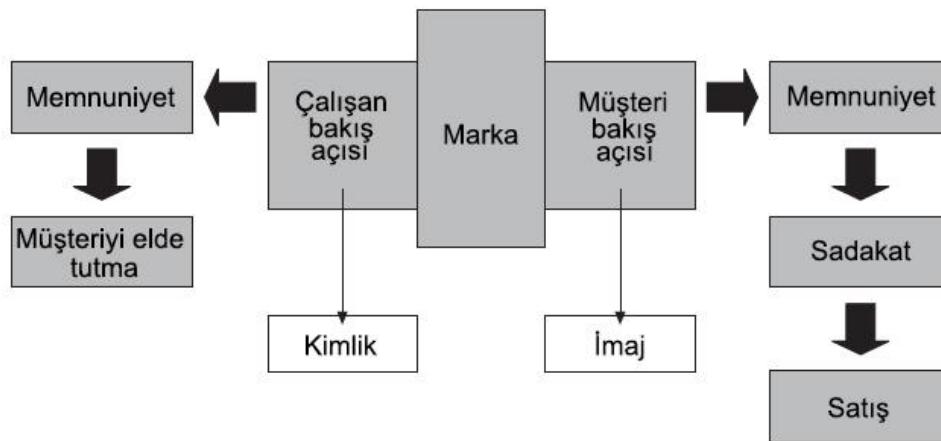 Memnuniyet
Müşteriyi elde
tutma
Çalışan
bakış
açısı
Kimlik
Marka
Müşteri
bakış
açısı
İmaj
Memnuniyet
Sadakat
Satış